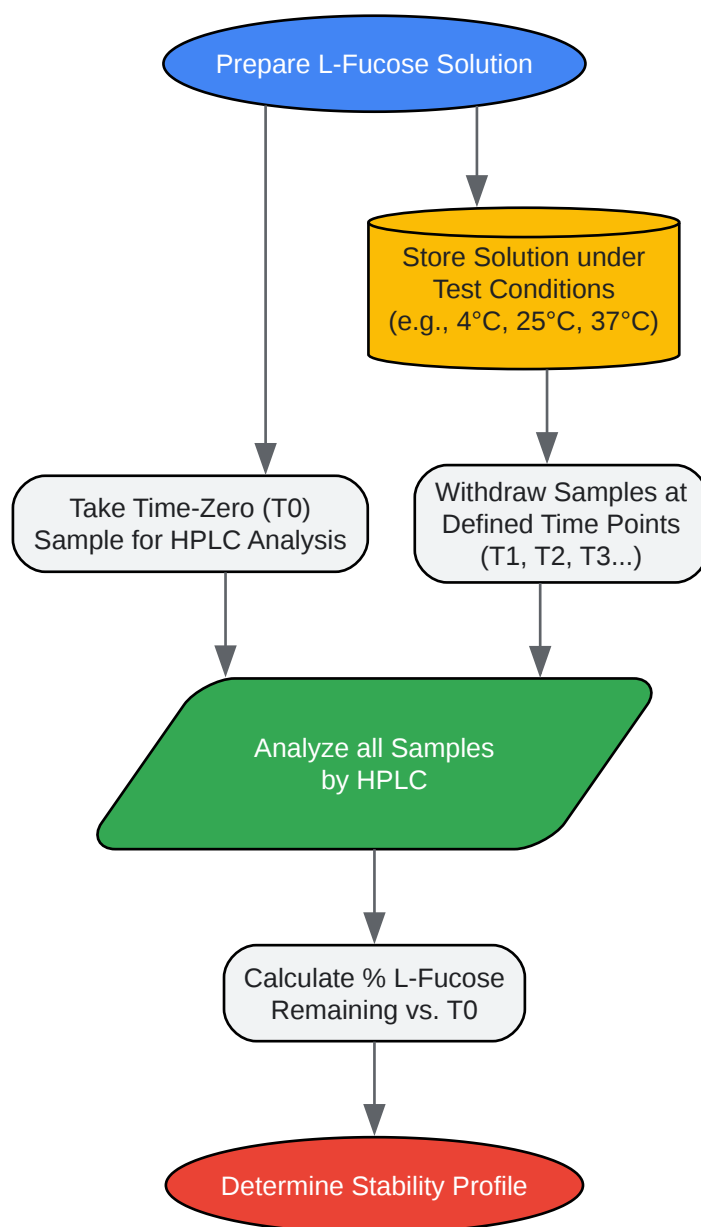 Prepare L-Fucose Solution
Store Solution under
Test Conditions
(e.g., 4°C, 25°C, 37°C)
Take Time-Zero (T0)
Sample for HPLC Analysis
Withdraw Samples at
Defined Time Points
(T1, T2, T3...)
Analyze all Samples
by HPLC
Calculate % L-Fucose
Remaining vs. T0
Determine Stability Profile